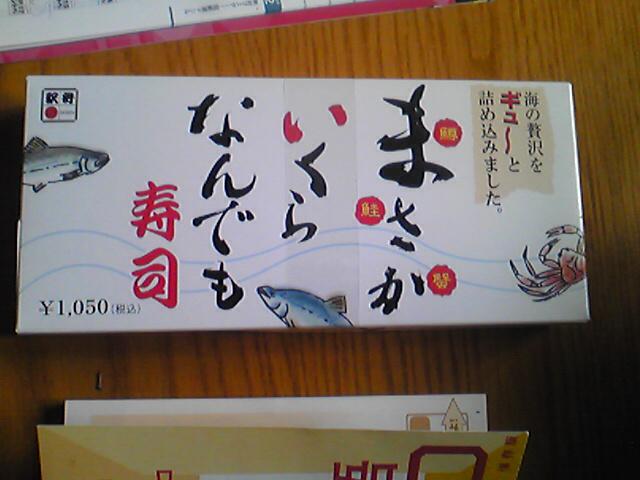 海の贅沢を
ギュ〜と
詰め込みました。
まさか
鱒
鮭
蟹
いくら
なんでも
寿司
¥1,050(税込)
駅弁